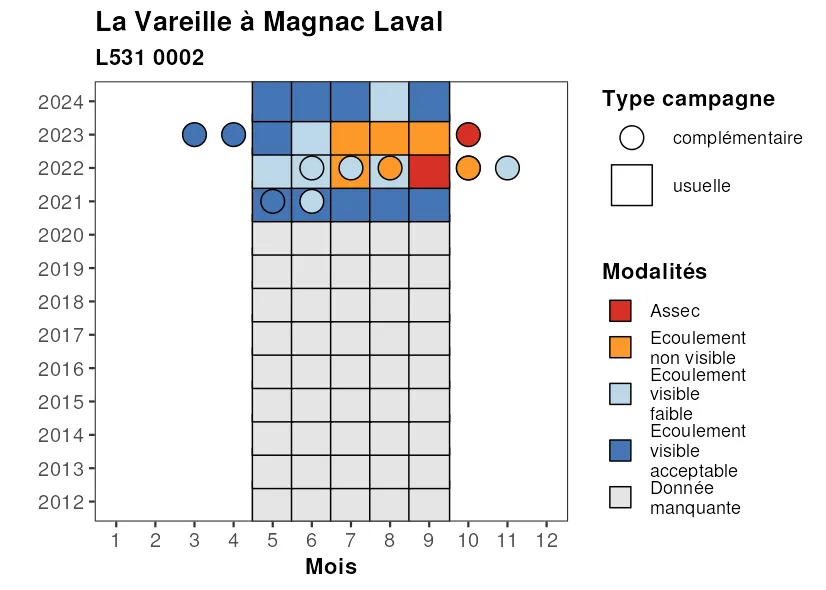 La Vareille à Magnac Laval
L531 0002
2024
2023
2022
2021
2020
2019
2018
2017
2016
2015
2014
2013
2012
1 2 3 4 5 6 7 8 9 10 11 12
Mois
Type campagne
complémentaire
usuelle
Modalités
Assec
Ecoulement
non visible
Ecoulement
visible
faible
Ecoulement
visible
acceptable
Donnée
manquante